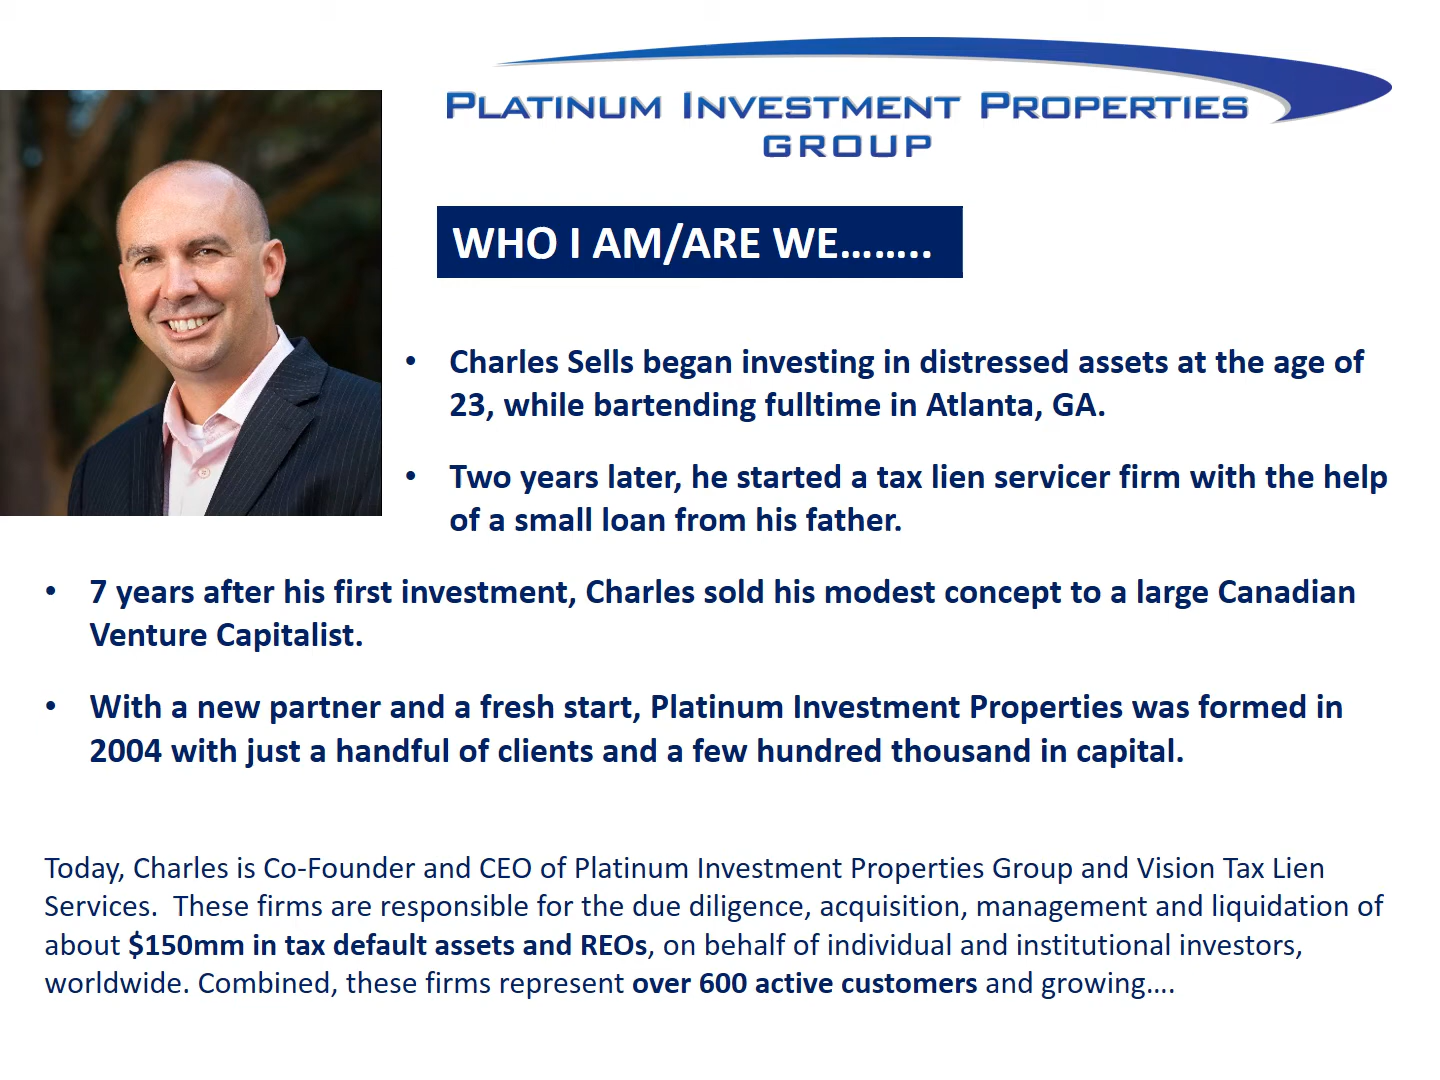 PLATINUM INVESTMENT PROPERTIES
GROUP
WHO I AM/ARE WE……..
• Charles Sells began investing in distressed assets at the age of
23, while bartending fulltime in Atlanta, GA.
• Two years later, he started a tax lien servicer firm with the help
of a small loan from his father.
• 7 years after his first investment, Charles sold his modest concept to a large Canadian
Venture Capitalist.
• With a new partner and a fresh start, Platinum Investment Properties was formed in
2004 with just a handful of clients and a few hundred thousand in capital.
Today, Charles is Co-Founder and CEO of Platinum Investment Properties Group and Vision Tax Lien
Services.  These firms are responsible for the due diligence, acquisition, management and liquidation of
about $150mm in tax default assets and REOs, on behalf of individual and institutional investors,
worldwide. Combined, these firms represent over 600 active customers and growing….